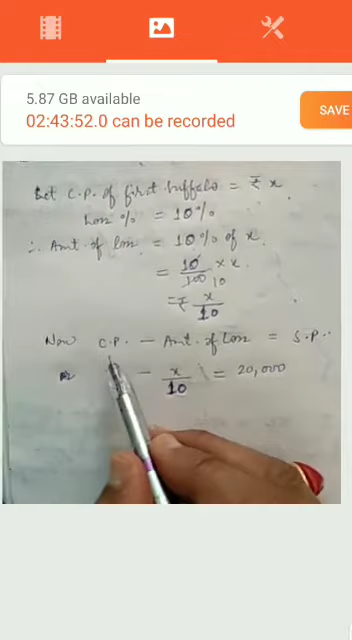 5.87 GB available
SAVE
02:43:52.0 can be recorded
Let C.P. of first buffalo = ₹ x
Loss % = 10%
∴ Amt. of loss = 10% of x
= 10/100 × x
10
= ₹ x/10
Now C.P. - Amt. of Loss = S.P.
- x/10 = 20,000